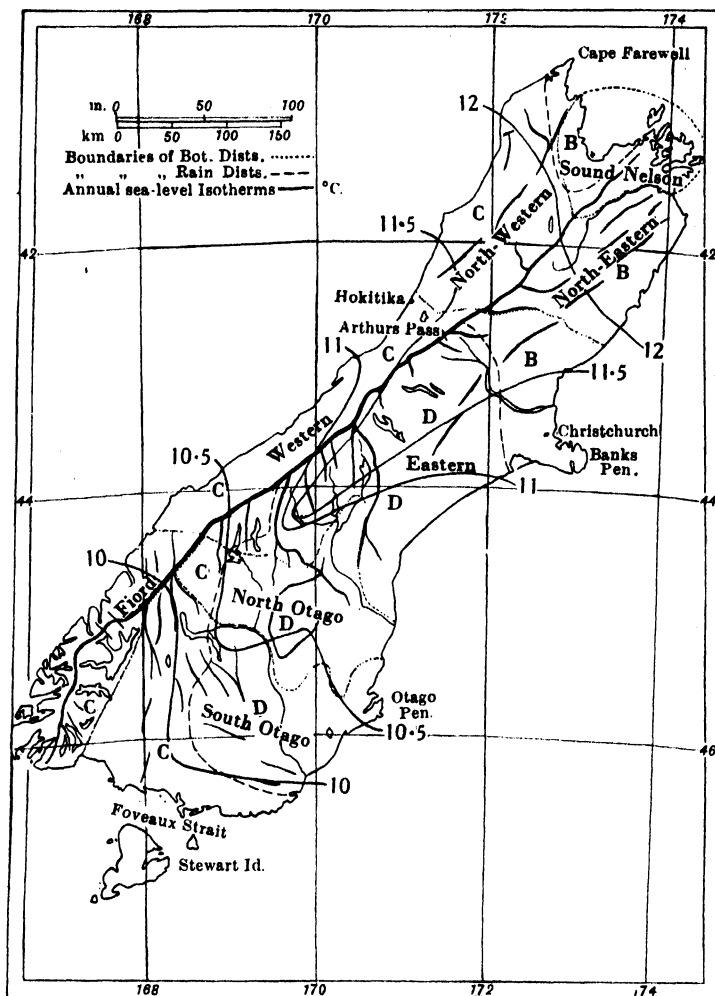 168 170 172 174
Cape Farewell
in. 0 50 100
km 0 50 100 150
Boundaries of Bot. Dists. ........
„ „ „ Rain Dists. – – – –
Annual sea-level Isotherms —— °C.
12
B
Sound Nelson
C
North-Western
11·5
42
North-Eastern
B
42
Hokitika
Arthurs Pass
12
11
C
B
11·5
D
Western
Christchurch
Banks
Pen.
Eastern
10·5
C
11
44
D
44
10
C
Fiord
North Otago
D
C
D
Otago
Pen.
South Otago
10·5
C
46
10
Foveaux Strait
Stewart Id.
168 170 172 174